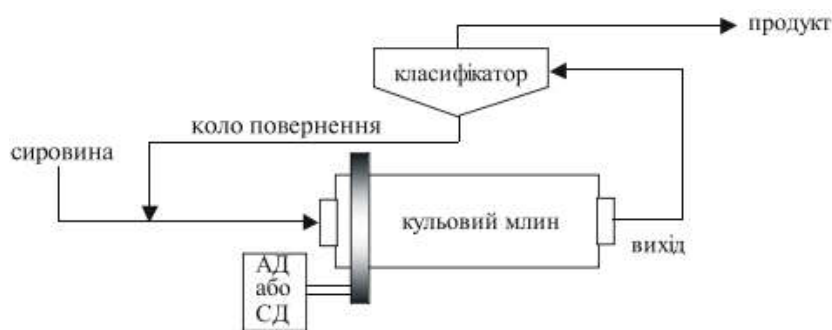 продукт
класифікатор
коло повернення
сировина
кульовий млин
вихід
АД
або
СД